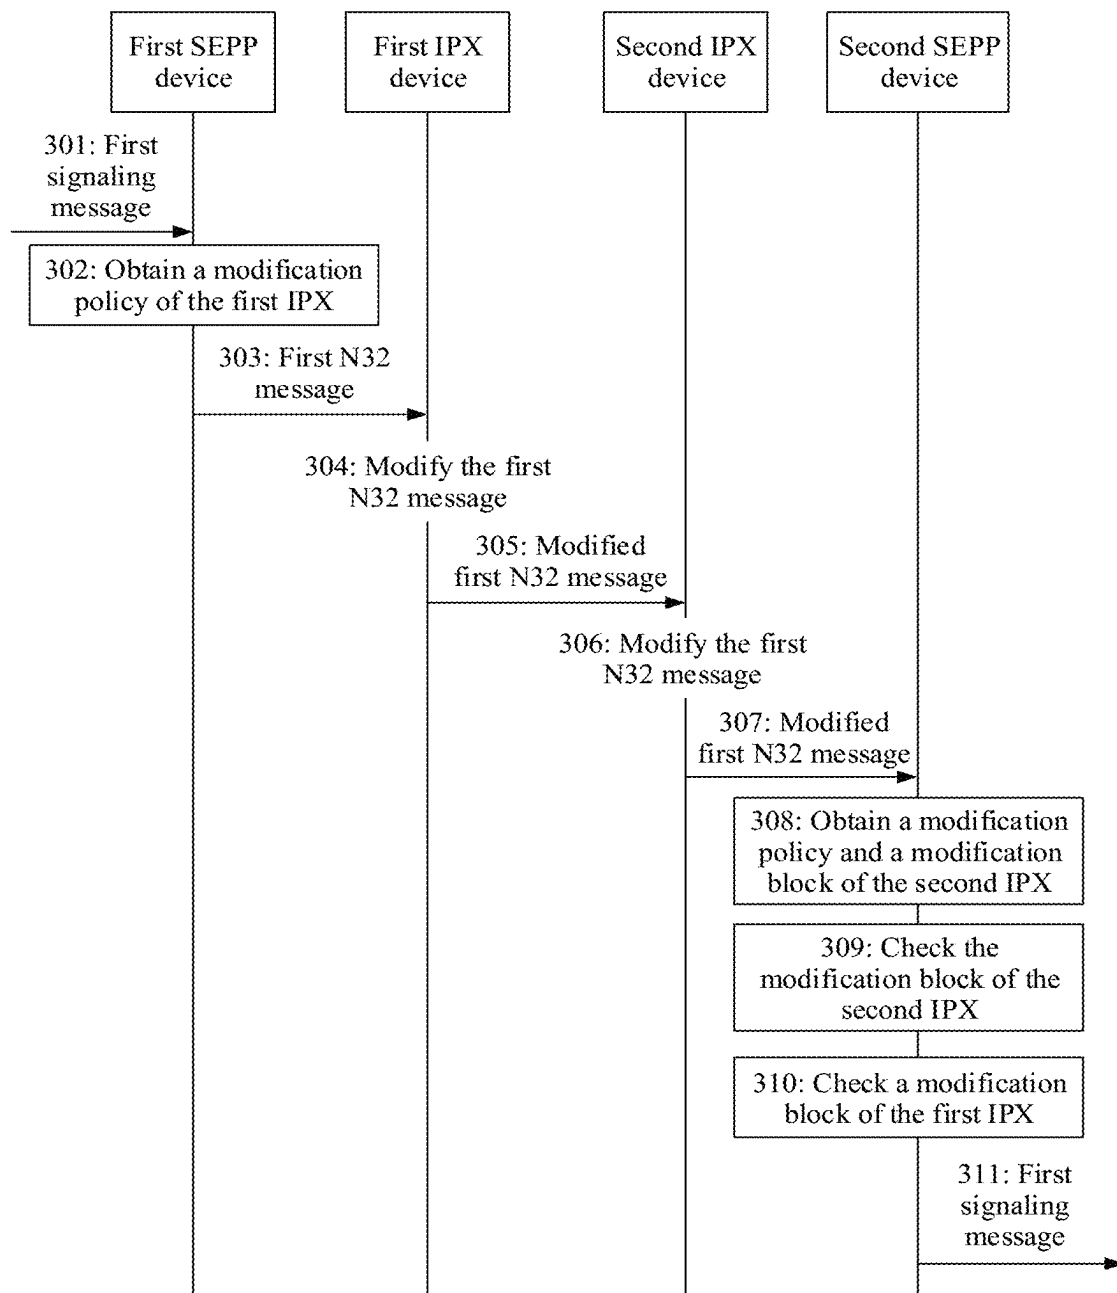 First SEPP
device
First IPX
device
Second IPX
device
Second SEPP
device
301: First
signaling
message
302: Obtain a modification
policy of the first IPX
303: First N32
message
304: Modify the first
N32 message
305: Modified
first N32 message
306: Modify the first
N32 message
307: Modified
first N32 message
308: Obtain a modification
policy and a modification
block of the second IPX
309: Check the
modification block of the
second IPX
310: Check a modification
block of the first IPX
311: First
signaling
message